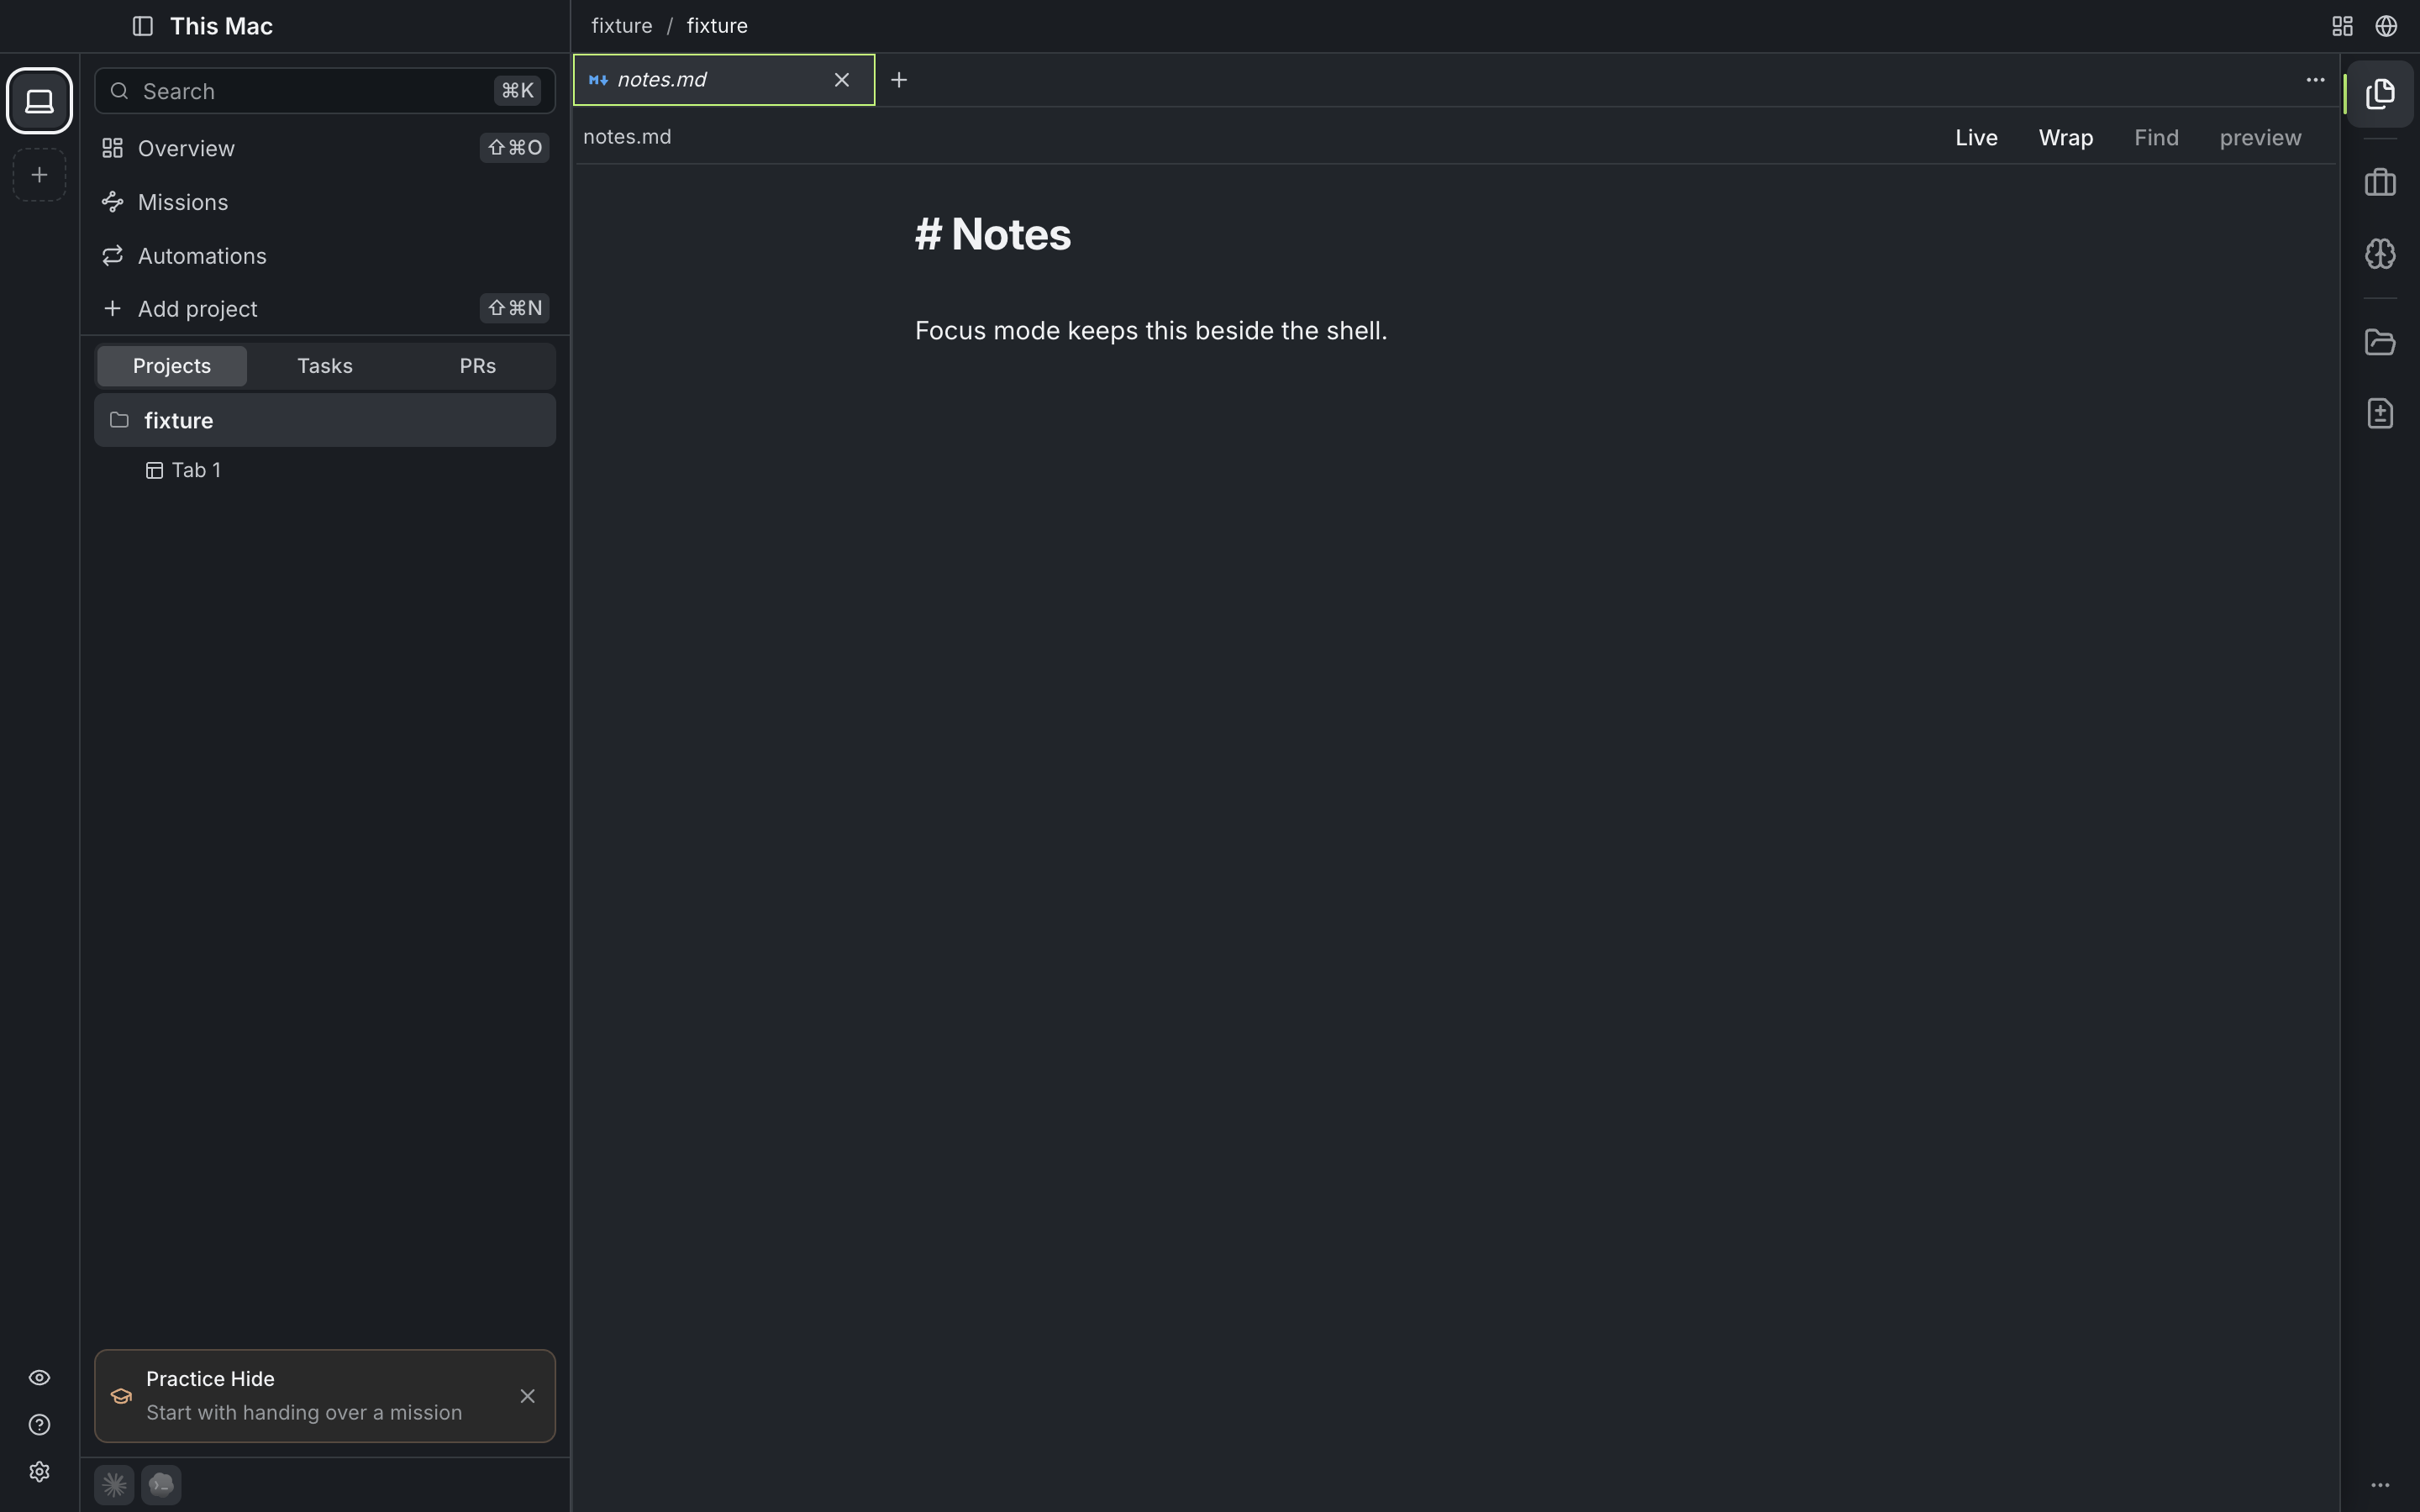 This Mac
fixture / fixture
Search ⌘K
Overview ⇧⌘O
Missions
Automations
Add project ⇧⌘N
Projects Tasks PRs
fixture
Tab 1
notes.md
notes.md
Live Wrap Find preview
# Notes
Focus mode keeps this beside the shell.
Practice Hide
Start with handing over a mission